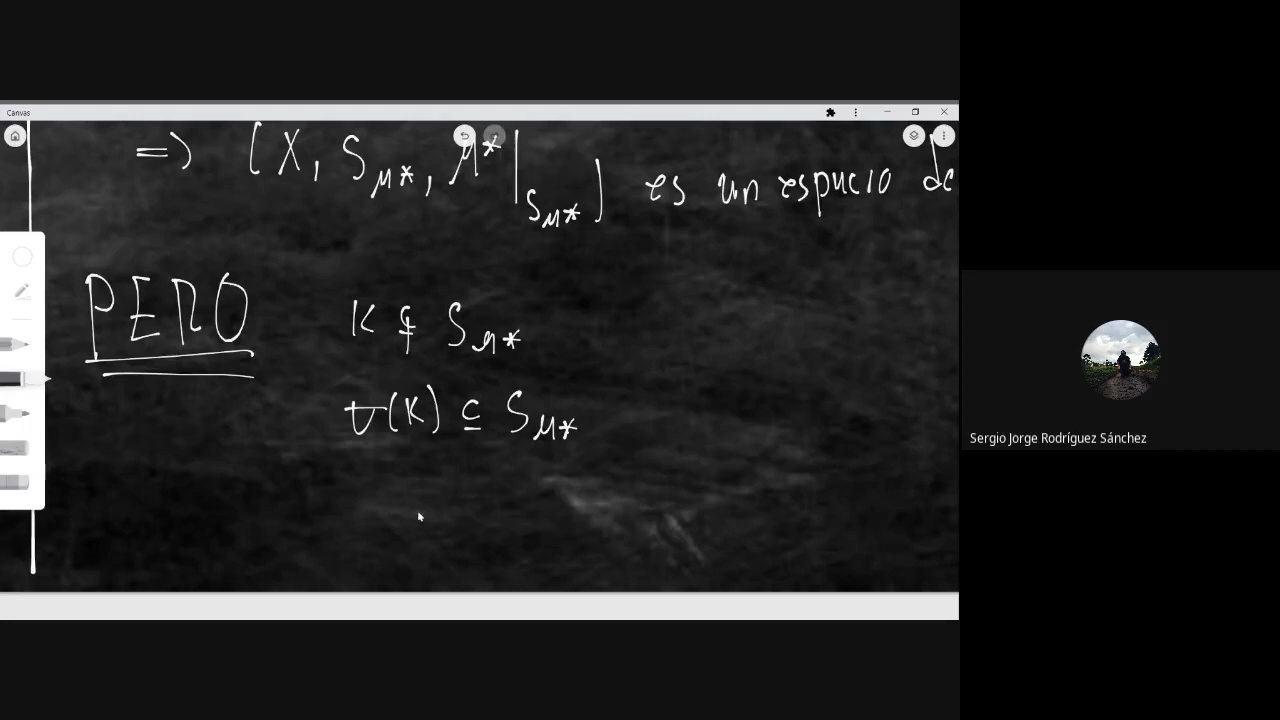 Canvas
=> (X, S_μ*, μ*|_S_μ*) es un espacio de
PERO
K ⊊ S_μ*
σ(K) ⊆ S_μ*
Sergio Jorge Rodríguez Sánchez